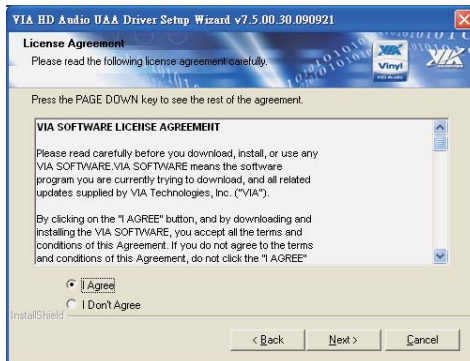 VIA HD Audio UAA Driver Setup Wizard v7.5.00.30.090921
License Agreement
Please read the following license agreement carefully.
VIA
Vinyl
HD AUDIO
VIA
Press the PAGE DOWN key to see the rest of the agreement.
VIA SOFTWARE LICENSE AGREEMENT
Please read carefully before you download, install, or use any
VIA SOFTWARE.VIA SOFTWARE means the software
program you are currently trying to download, and all related
updates supplied by VIA Technologies, Inc. ("VIA").
By clicking on the "I AGREE" button, and by downloading and
installing the VIA SOFTWARE, you accept all the terms and
conditions of this Agreement. If you do not agree to the terms
and conditions of this Agreement, do not click the "I AGREE"
I Agree
I Don't Agree
InstallShield
< Back
Next >
Cancel